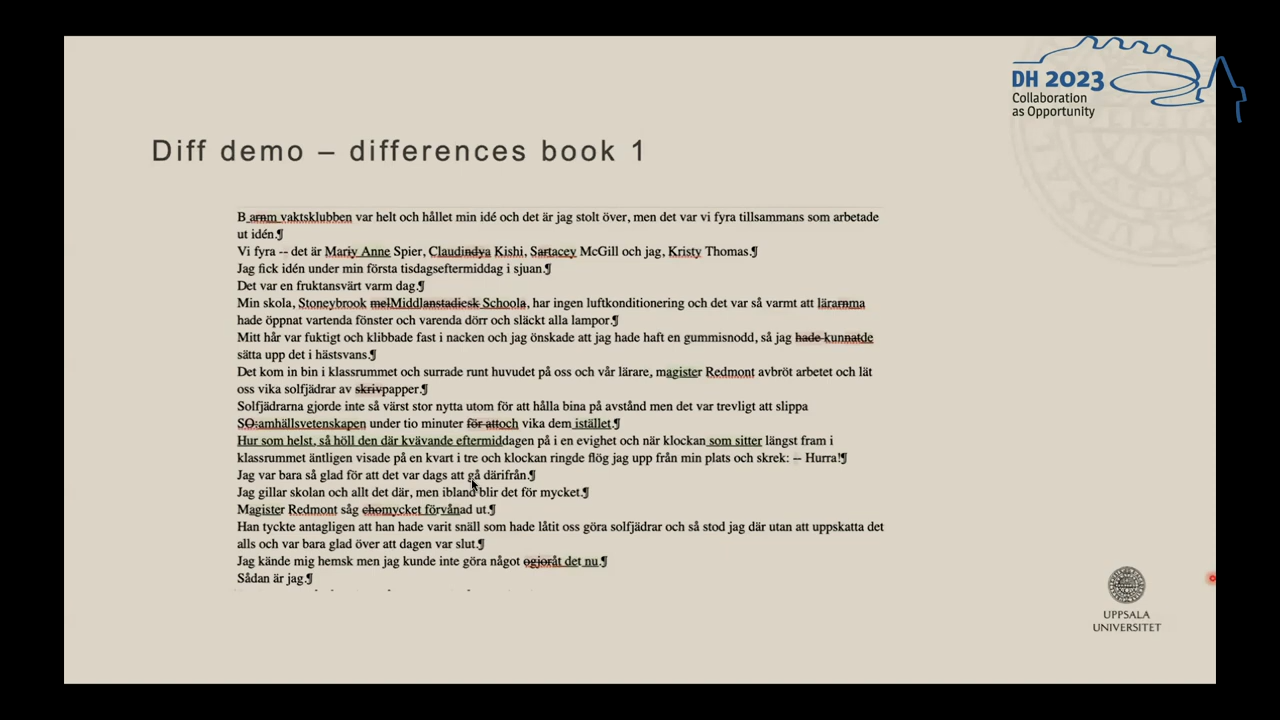 DH 2023
Collaboration
as Opportunity
Diff demo – differences book 1
B armm vaktsklubben var helt och hållet min idé och det är jag stolt över, men det var vi fyra tillsammans som arbetade
ut idén.¶
Vi fyra -- det är Mariy Anne Spier, Claudindya Kishi, Sartacey McGill och jag, Kristy Thomas.¶
Jag fick idén under min första tisdagseftermiddag i sjuan.¶
Det var en fruktansvärt varm dag.¶
Min skola, Stoneybrook melMiddlanstadiesk Schoola, har ingen luftkonditionering och det var så varmt att lärarnma
hade öppnat vartenda fönster och varenda dörr och släckt alla lampor.¶
Mitt hår var fuktigt och klibbade fast i nacken och jag önskade att jag hade haft en gummisnodd, så jag hade kunnatde
sätta upp det i hästsvans.¶
Det kom in bin i klassrummet och surrade runt huvudet på oss och vår lärare, magister Redmont avbröt arbetet och lät
oss vika solfjädrar av skrivpapper.¶
Solfjädrarna gjorde inte så värst stor nytta utom för att hålla bina på avstånd men det var trevligt att slippa
SO:amhällsvetenskapen under tio minuter för attoch vika dem istället.¶
Hur som helst, så höll den där kvävande eftermiddagen på i en evighet och när klockan som sitter längst fram i
klassrummet äntligen visade på en kvart i tre och klockan ringde flög jag upp från min plats och skrek: -- Hurra!¶
Jag var bara så glad för att det var dags att gå därifrån.¶
Jag gillar skolan och allt det där, men ibland blir det för mycket.¶
Magister Redmont såg chomycket förvånad ut.¶
Han tyckte antagligen att han hade varit snäll som hade låtit oss göra solfjädrar och så stod jag där utan att uppskatta det
alls och var bara glad över att dagen var slut.¶
Jag kände mig hemsk men jag kunde inte göra något ogjoråt det nu.¶
Sådan är jag.¶
UPPSALA
UNIVERSITET